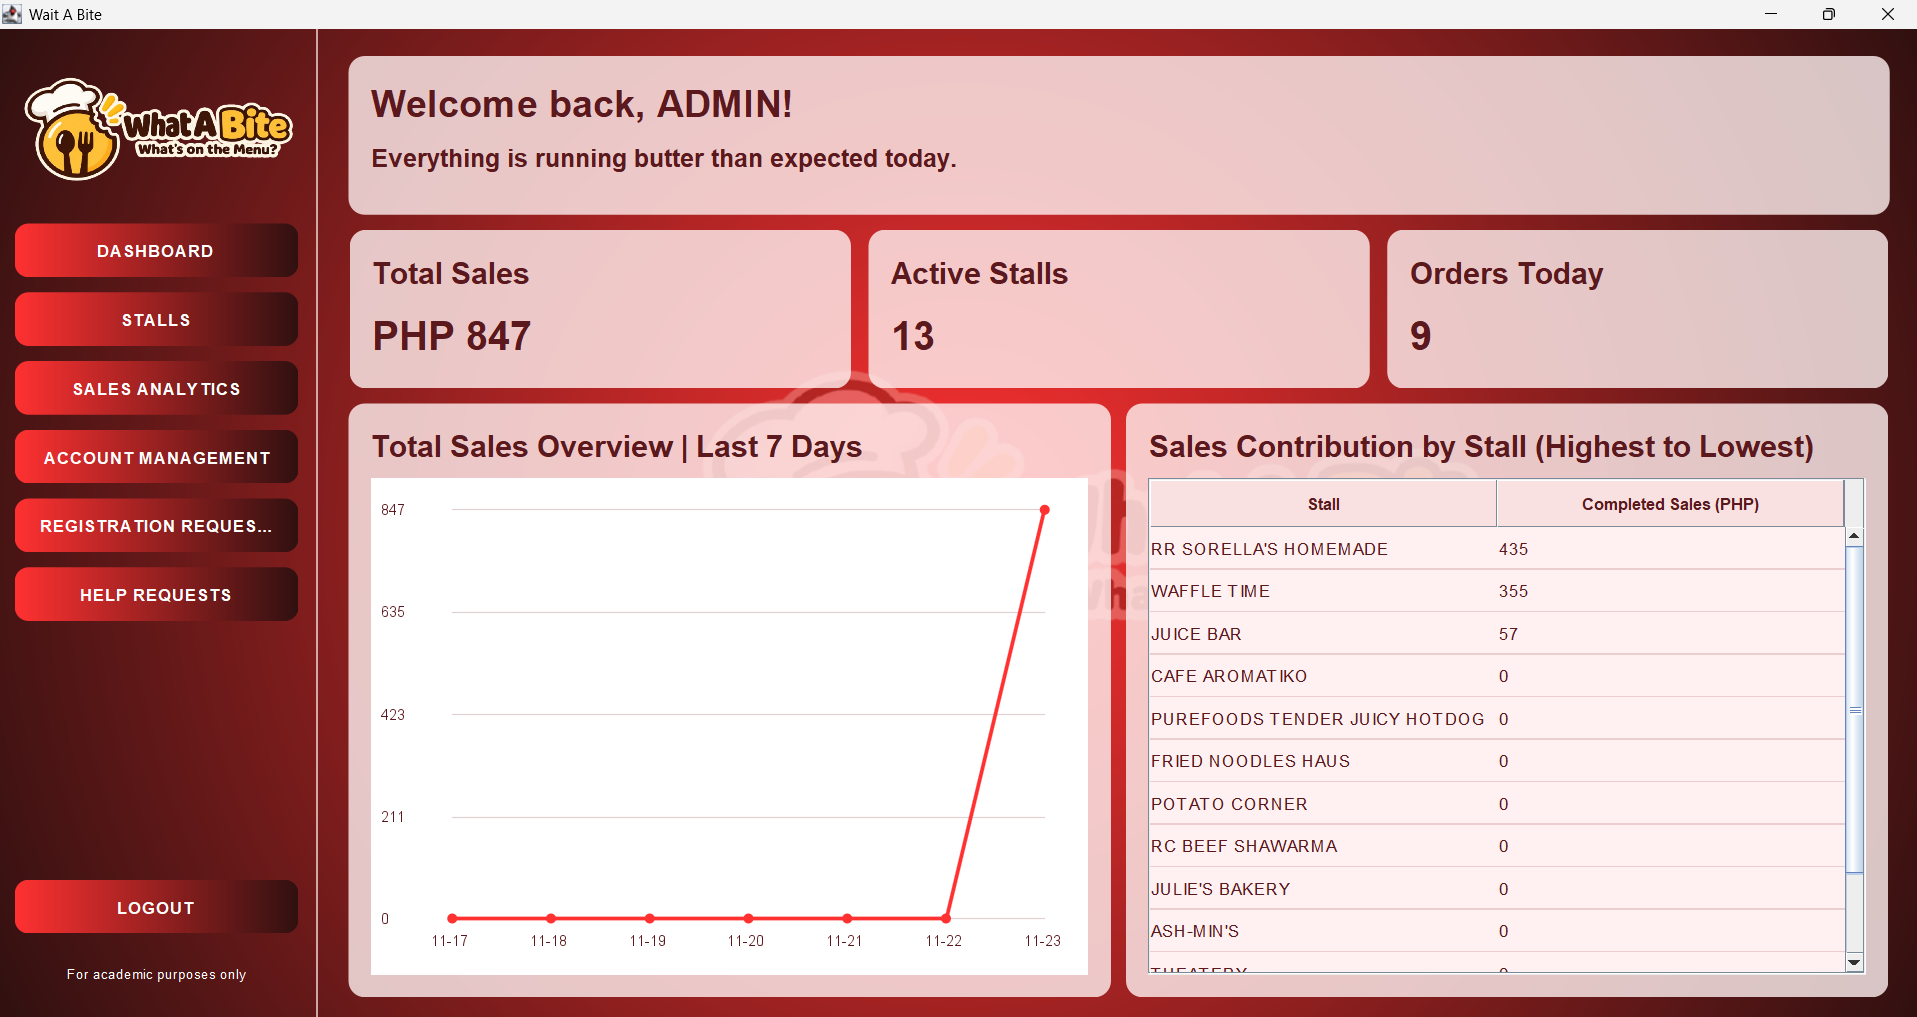 Wait A Bite
WhatABite
What's on the Menu?
DASHBOARD
STALLS
SALES ANALYTICS
ACCOUNT MANAGEMENT
REGISTRATION REQUES...
HELP REQUESTS
LOGOUT
For academic purposes only
Welcome back, ADMIN!
Everything is running butter than expected today.
Total Sales
PHP 847
Active Stalls
13
Orders Today
9
Total Sales Overview | Last 7 Days
847
635
423
211
0
11-17 11-18 11-19 11-20 11-21 11-22 11-23
Sales Contribution by Stall (Highest to Lowest)
Stall Completed Sales (PHP)
RR SORELLA'S HOMEMADE 435
WAFFLE TIME 355
JUICE BAR 57
CAFE AROMATIKO 0
PUREFOODS TENDER JUICY HOTDOG 0
FRIED NOODLES HAUS 0
POTATO CORNER 0
RC BEEF SHAWARMA 0
JULIE'S BAKERY 0
ASH-MIN'S 0